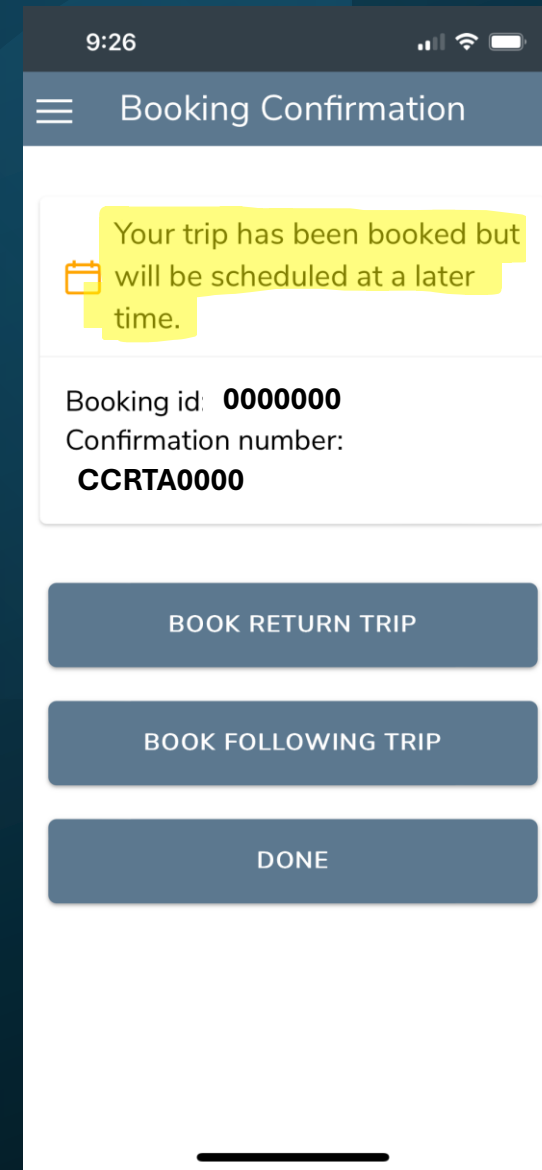 9:26
Booking Confirmation
Your trip has been booked but
will be scheduled at a later
time.
Booking id: 0000000
Confirmation number:
CCRTA0000
BOOK RETURN TRIP
BOOK FOLLOWING TRIP
DONE